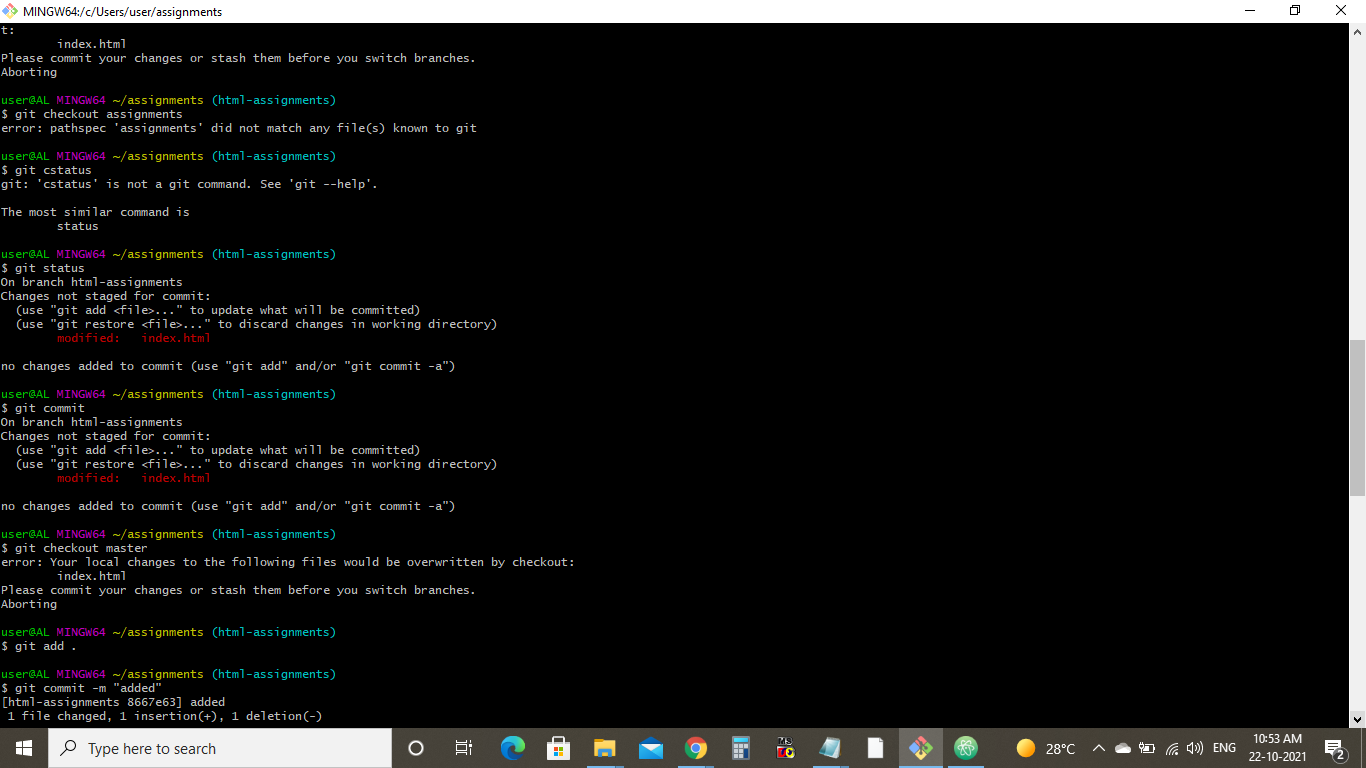 MINGW64:/c/Users/user/assignments
t:
        index.html
Please commit your changes or stash them before you switch branches.
Aborting
user@AL MINGW64 ~/assignments (html-assignments)
$ git checkout assignments
error: pathspec 'assignments' did not match any file(s) known to git
user@AL MINGW64 ~/assignments (html-assignments)
$ git cstatus
git: 'cstatus' is not a git command. See 'git --help'.
The most similar command is
        status
user@AL MINGW64 ~/assignments (html-assignments)
$ git status
On branch html-assignments
Changes not staged for commit:
  (use "git add <file>..." to update what will be committed)
  (use "git restore <file>..." to discard changes in working directory)
        modified:   index.html
no changes added to commit (use "git add" and/or "git commit -a")
user@AL MINGW64 ~/assignments (html-assignments)
$ git commit
On branch html-assignments
Changes not staged for commit:
  (use "git add <file>..." to update what will be committed)
  (use "git restore <file>..." to discard changes in working directory)
        modified:   index.html
no changes added to commit (use "git add" and/or "git commit -a")
user@AL MINGW64 ~/assignments (html-assignments)
$ git checkout master
error: Your local changes to the following files would be overwritten by checkout:
        index.html
Please commit your changes or stash them before you switch branches.
Aborting
user@AL MINGW64 ~/assignments (html-assignments)
$ git add .
user@AL MINGW64 ~/assignments (html-assignments)
$ git commit -m "added"
[html-assignments 8667e63] added
 1 file changed, 1 insertion(+), 1 deletion(-)
Type here to search
28°C
ENG
10:53 AM
22-10-2021
2